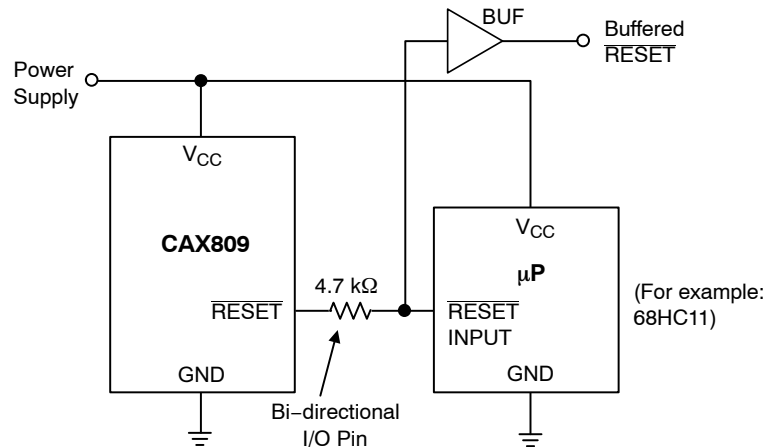 BUF
Buffered
RESET
Power
Supply
VCC
CAX809
RESET
GND
4.7 kΩ
Bi−directional
I/O Pin
VCC
μP
RESET
INPUT
GND
(For example:
68HC11)